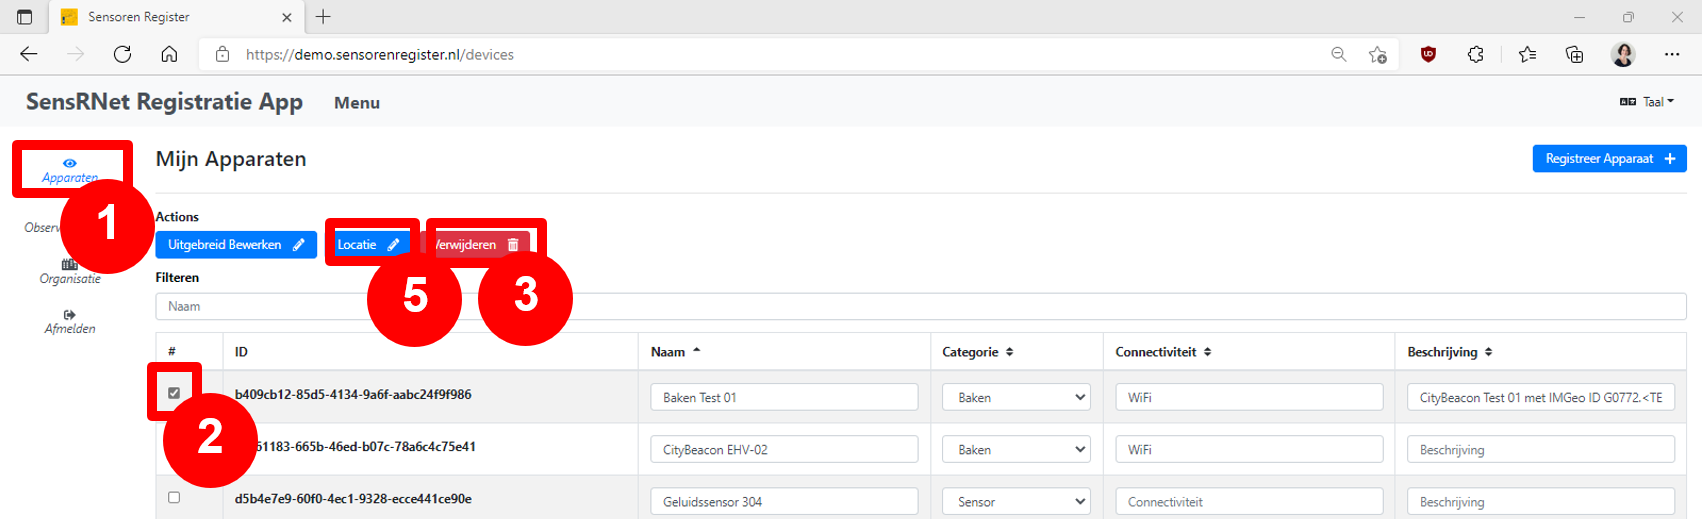 Sensoren Register
https://demo.sensorenregister.nl/devices
SensRNet Registratie App Menu
Taal
Apparaten
Mijn Apparaten
Registreer Apparaat +
1
Actions
Uitgebreid Bewerken Locatie Verwijderen
Organisatie
5
3
Filteren
Naam
Afmelden
# ID Naam Categorie Connectiviteit Beschrijving
b409cb12-85d5-4134-9a6f-aabc24f9f986 Baken Test 01 Baken WiFi CityBeacon Test 01 met IMGeo ID G0772.<TE
2
61183-665b-46ed-b07c-78a6c4c75e41 CityBeacon EHV-02 Baken WiFi Beschrijving
d5b4e7e9-60f0-4ec1-9328-ecce441ce90e Geluidssensor 304 Sensor Connectiviteit Beschrijving